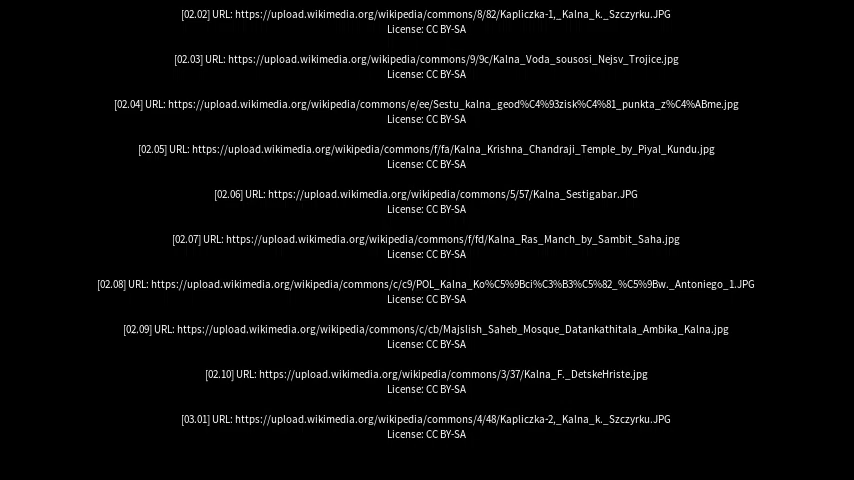 [02.02] URL: https://upload.wikimedia.org/wikipedia/commons/8/82/Kapliczka-1,_Kalna_k._Szczyrku.JPG
License: CC BY-SA
[02.03] URL: https://upload.wikimedia.org/wikipedia/commons/9/9c/Kalna_Voda_sousosi_Nejsv_Trojice.jpg
License: CC BY-SA
[02.04] URL: https://upload.wikimedia.org/wikipedia/commons/e/ee/Sestu_kalna_geod%C4%93zisk%C4%81_punkta_z%C4%ABme.jpg
License: CC BY-SA
[02.05] URL: https://upload.wikimedia.org/wikipedia/commons/f/fa/Kalna_Krishna_Chandraji_Temple_by_Piyal_Kundu.jpg
License: CC BY-SA
[02.06] URL: https://upload.wikimedia.org/wikipedia/commons/5/57/Kalna_Sestigabar.JPG
License: CC BY-SA
[02.07] URL: https://upload.wikimedia.org/wikipedia/commons/f/fd/Kalna_Ras_Manch_by_Sambit_Saha.jpg
License: CC BY-SA
[02.08] URL: https://upload.wikimedia.org/wikipedia/commons/c/c9/POL_Kalna_Ko%C5%9Bci%C3%B3%C5%82_%C5%9Bw._Antoniego_1.JPG
License: CC BY-SA
[02.09] URL: https://upload.wikimedia.org/wikipedia/commons/c/cb/Majslish_Saheb_Mosque_Datankathitala_Ambika_Kalna.jpg
License: CC BY-SA
[02.10] URL: https://upload.wikimedia.org/wikipedia/commons/3/37/Kalna_F._DetskeHriste.jpg
License: CC BY-SA
[03.01] URL: https://upload.wikimedia.org/wikipedia/commons/4/48/Kapliczka-2,_Kalna_k._Szczyrku.JPG
License: CC BY-SA